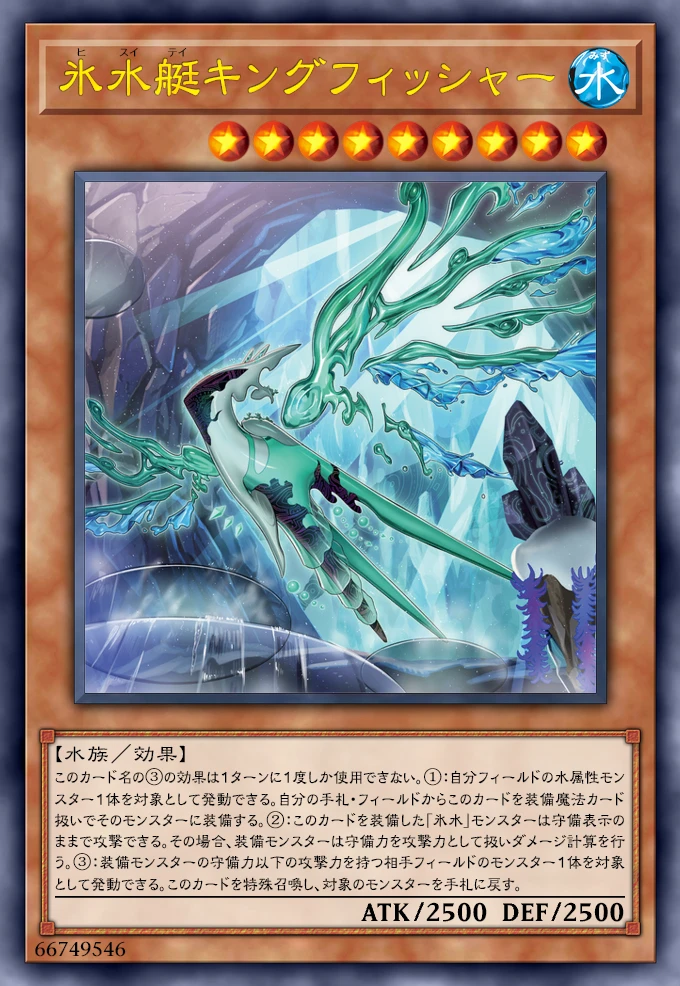 ヒ スイ テイ
氷水艇キングフィッシャー
みず
水
【水族／効果】
このカード名の③の効果は1ターンに1度しか使用できない。①：自分フィールドの水属性モン
スター1体を対象として発動できる。自分の手札・フィールドからこのカードを装備魔法カード
扱いでそのモンスターに装備する。②：このカードを装備した「氷水」モンスターは守備表示の
ままで攻撃できる。その場合、装備モンスターは守備力を攻撃力として扱いダメージ計算を行
う。③：装備モンスターの守備力以下の攻撃力を持つ相手フィールドのモンスター1体を対象
として発動できる。このカードを特殊召喚し、対象のモンスターを手札に戻す。
ATK/2500 DEF/2500
66749546